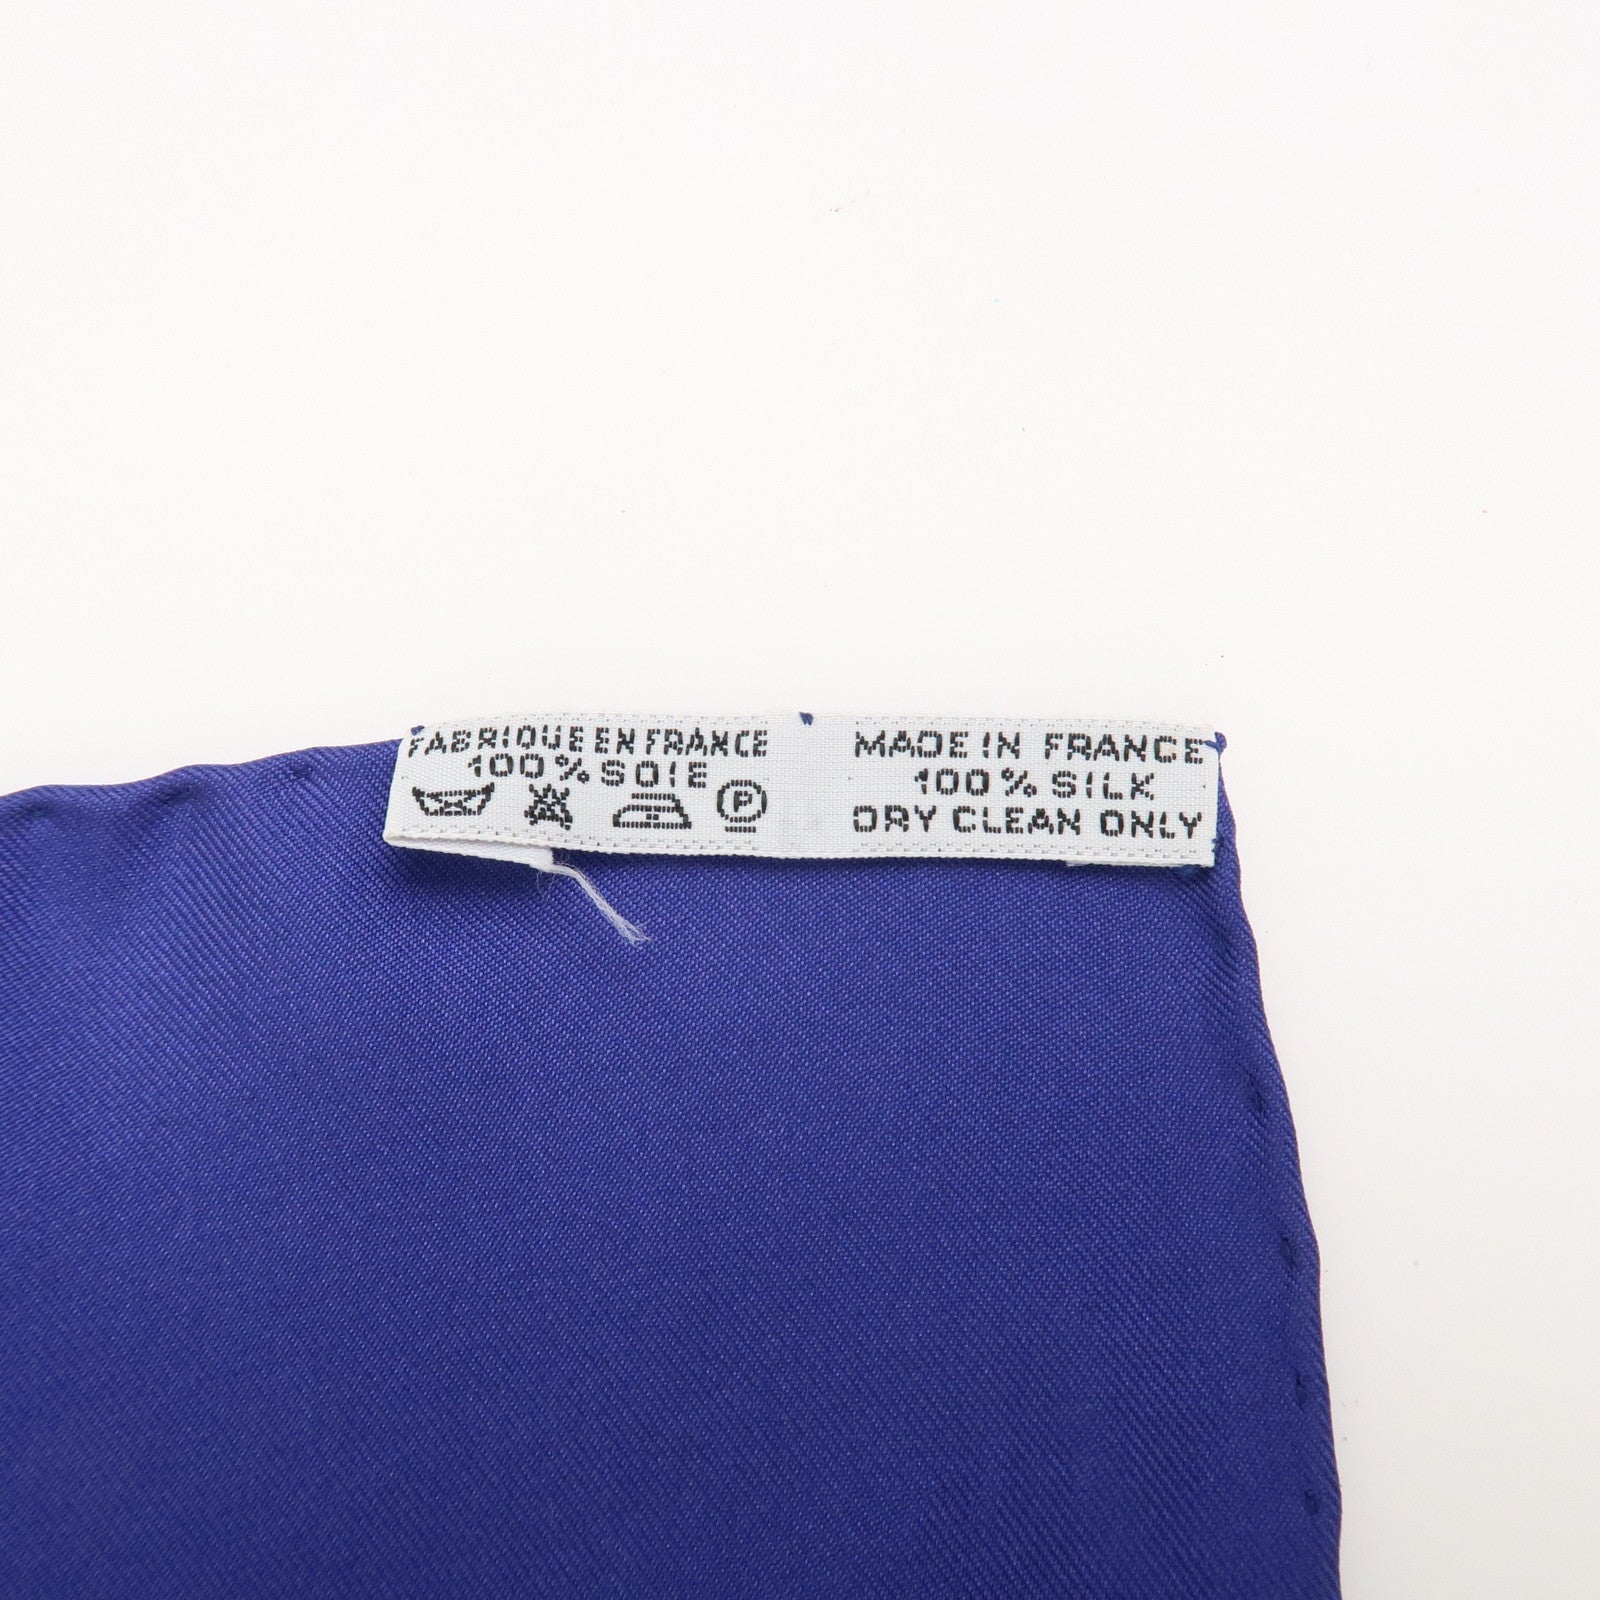 FABRIQUE EN FRANCE
100% SOIE
P
MADE IN FRANCE
100% SILK
DRY CLEAN ONLY